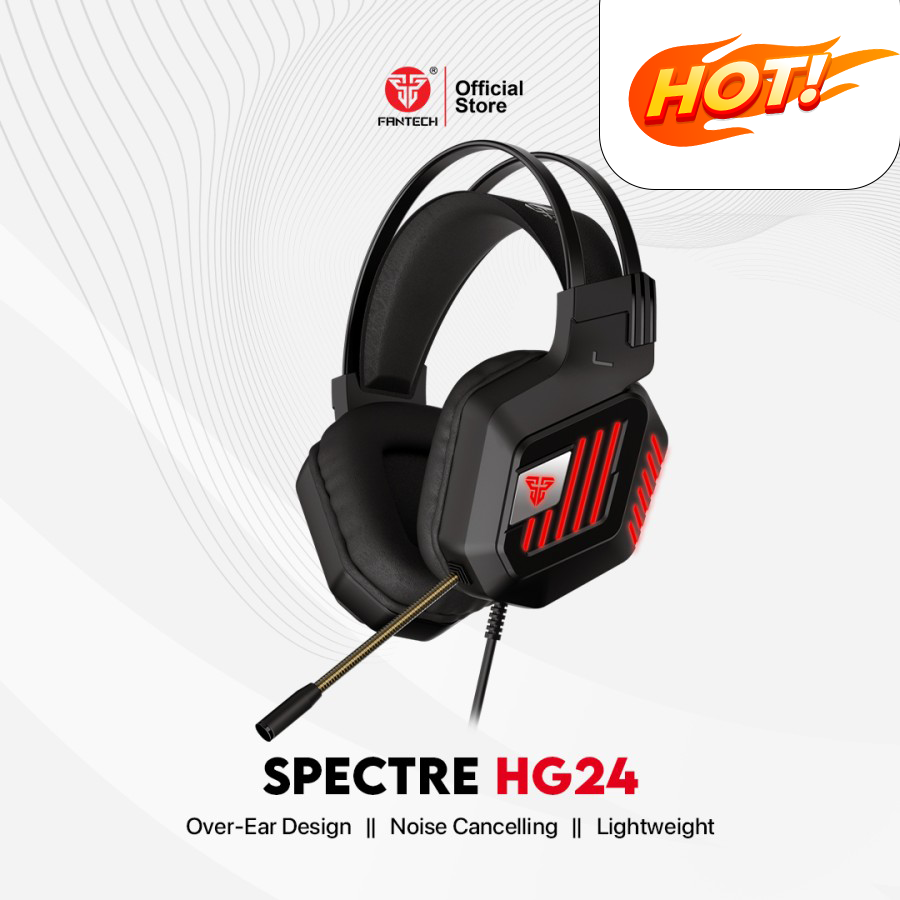 FANTECH®
Official
Store
HOT!
SPECTRE HG24
Over-Ear Design || Noise Cancelling || Lightweight